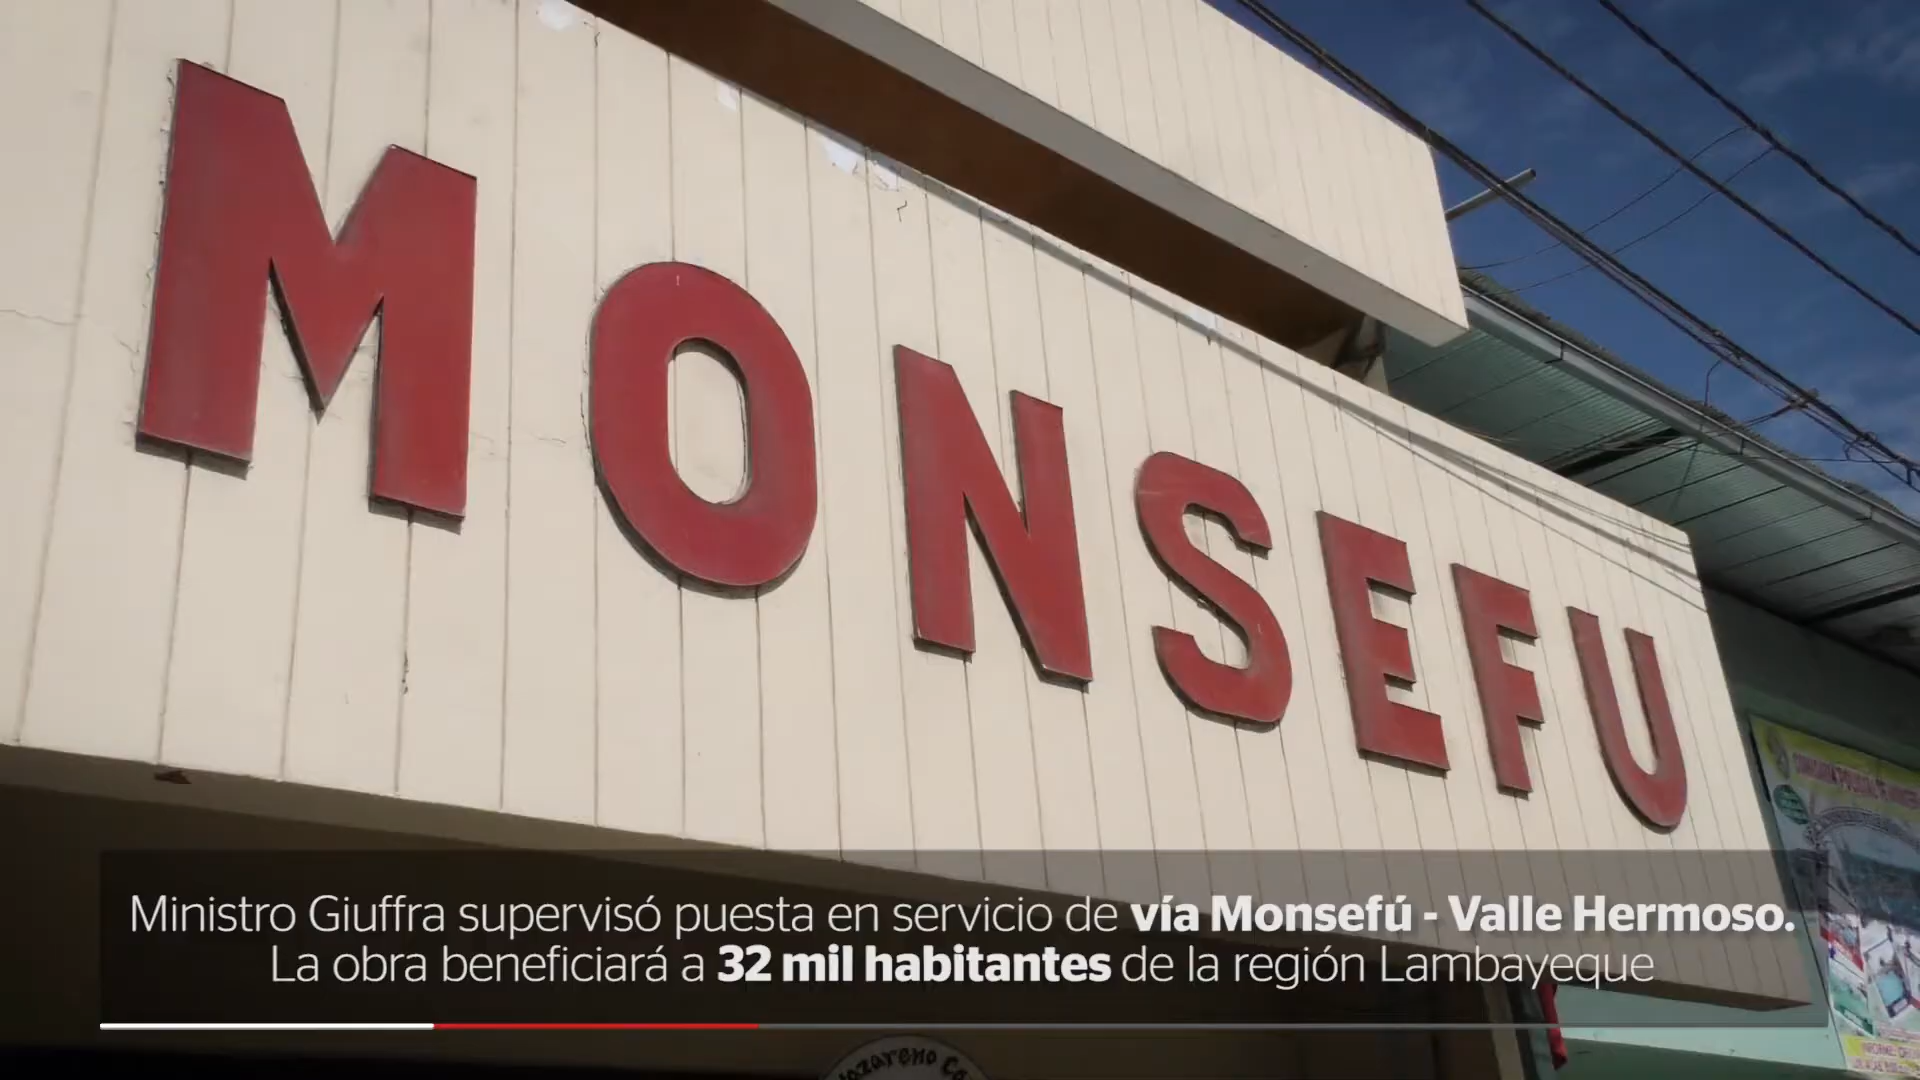 MONSEFU
Ministro Giuffra supervisó puesta en servicio de vía Monsefú - Valle Hermoso.
La obra beneficiará a 32 mil habitantes de la región Lambayeque